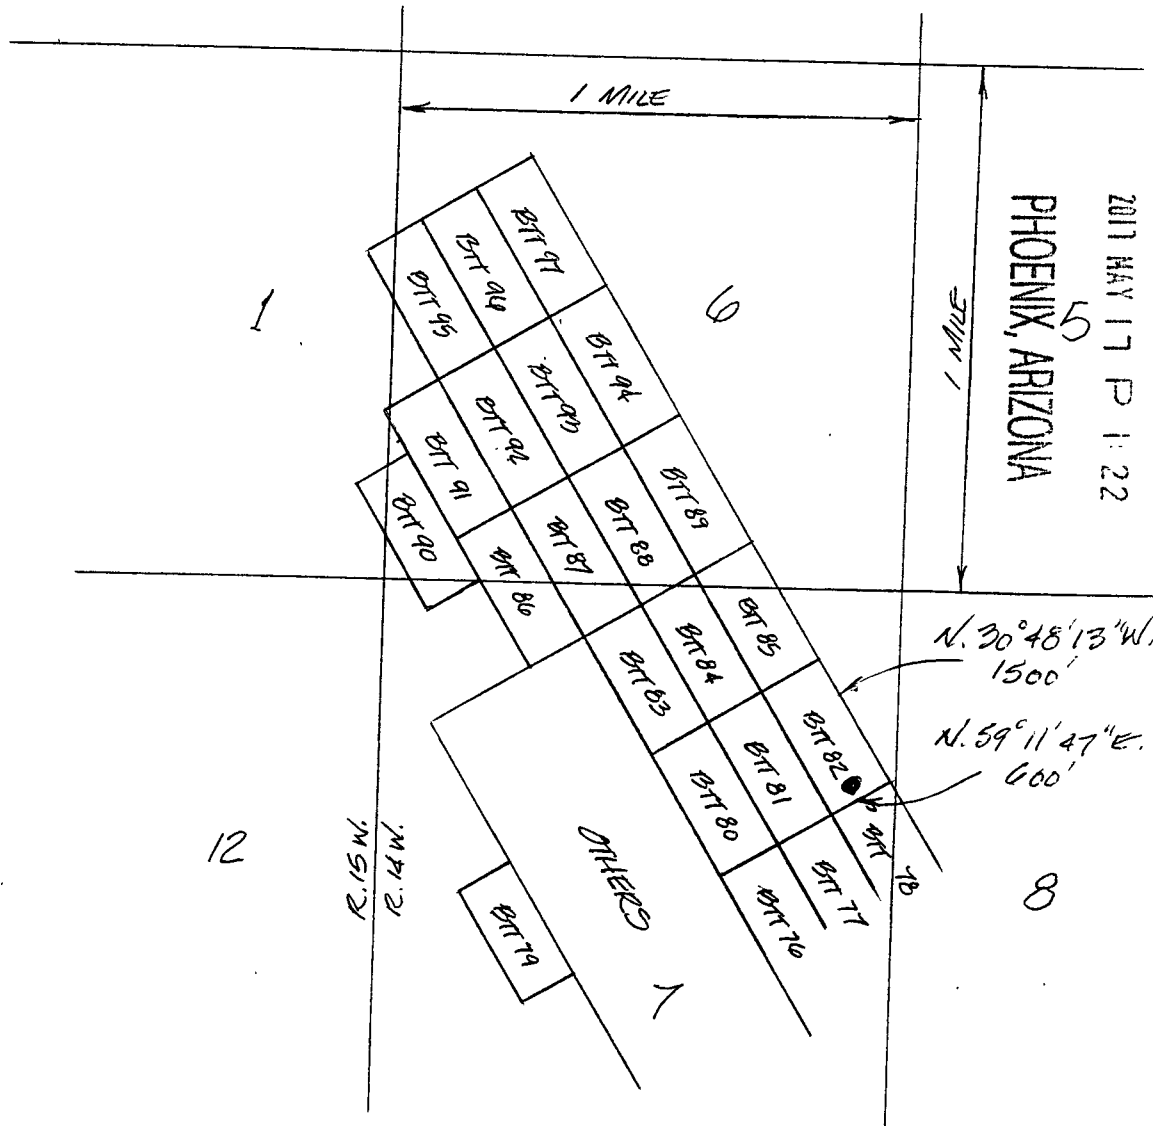 1 MILE
1 MILE
2017 MAY 17 P 1:22
PHOENIX, ARIZONA
1
6
5
BTT 97
BTT 96
BTT 95
BTT 94
BTT 93
BTT 92
BTT 91
BTT 90
BTT 89
BTT 88
BTT 87
BTT 86
BTT 85
BTT 84
BTT 83
N. 30°48'13"W.
1500'
BTT 82
BTT 81
BTT 80
N. 59°11'47"E.
600'
BTT 78
BTT 77
BTT 76
12
R.15W.
R.14W.
OTHERS
BTT 79
7
8